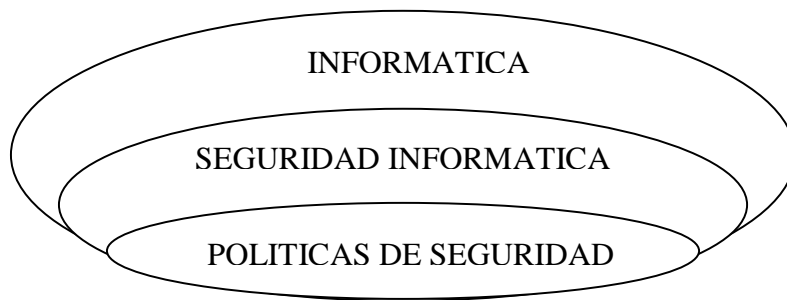 INFORMATICA
SEGURIDAD INFORMATICA
POLITICAS DE SEGURIDAD